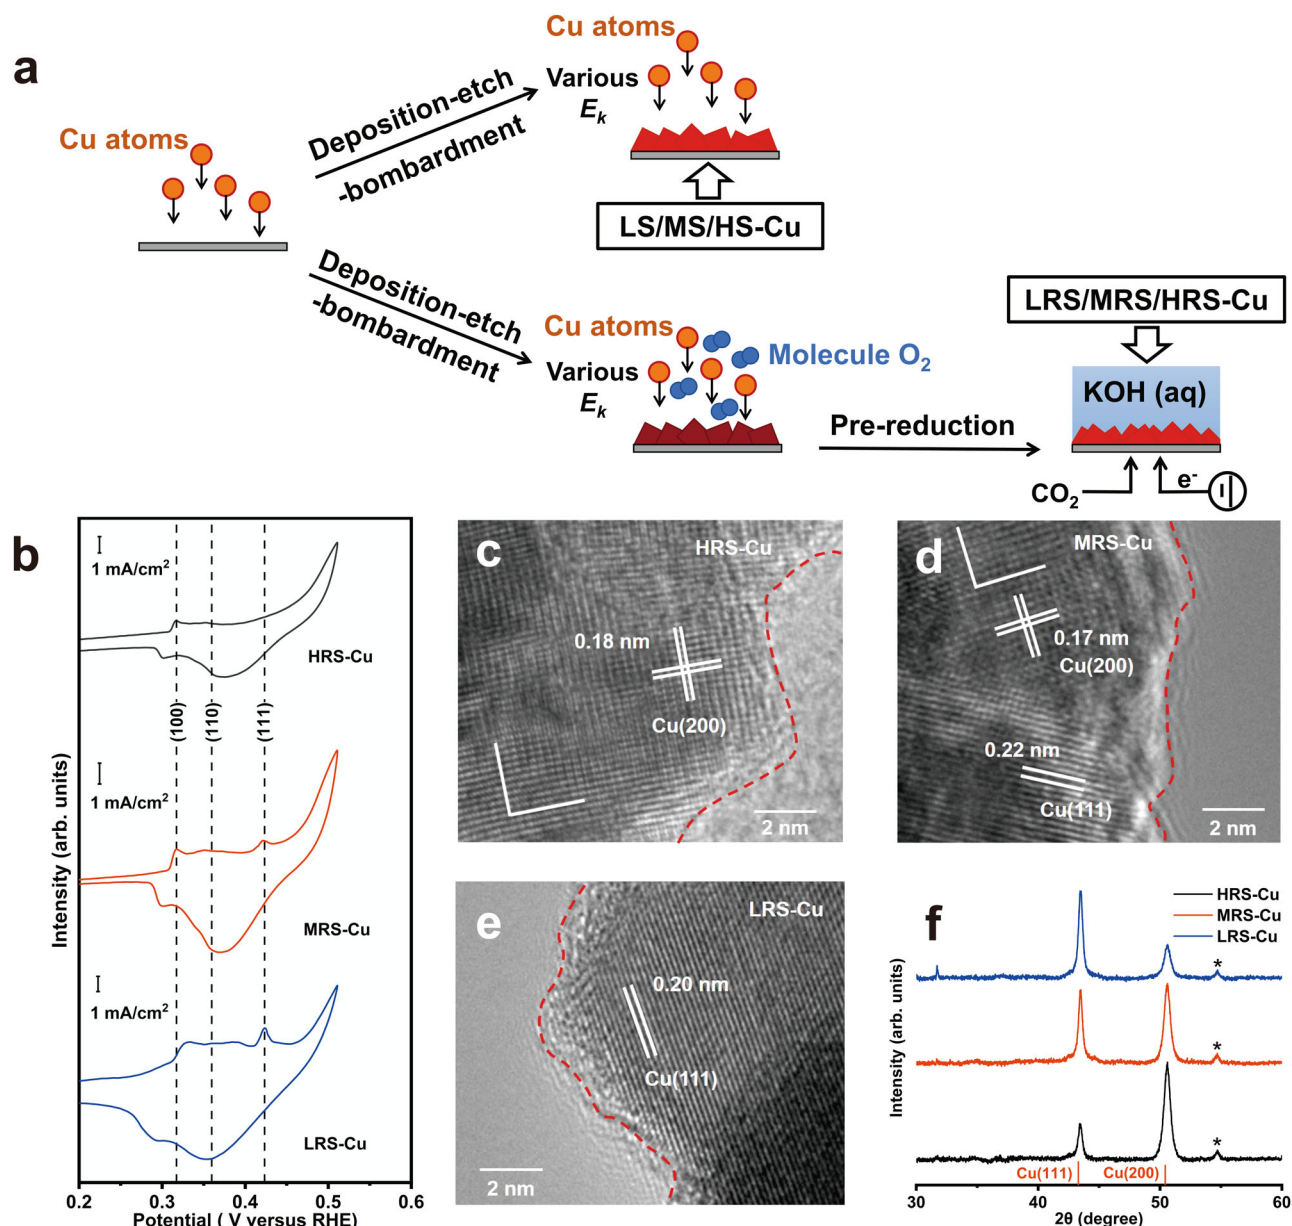 a
Cu atoms
Deposition-etch
-bombardment
Cu atoms
Various
Ek
LS/MS/HS-Cu
Deposition-etch
-bombardment
Cu atoms
Molecule O2
Various
Ek
Pre-reduction
LRS/MRS/HRS-Cu
KOH (aq)
CO2
e-
b
1 mA/cm²
HRS-Cu
(100)
(110)
(111)
1 mA/cm²
MRS-Cu
1 mA/cm²
LRS-Cu
Intensity (arb. units)
0.2
0.3
0.4
0.5
0.6
Potential ( V versus RHE)
c
HRS-Cu
0.18 nm
Cu(200)
2 nm
d
MRS-Cu
0.17 nm
Cu(200)
0.22 nm
Cu(111)
2 nm
e
LRS-Cu
0.20 nm
Cu(111)
2 nm
f
HRS-Cu
MRS-Cu
LRS-Cu
*
*
*
Cu(111)
Cu(200)
Intensity (arb. units)
30
40
50
60
2θ (degree)